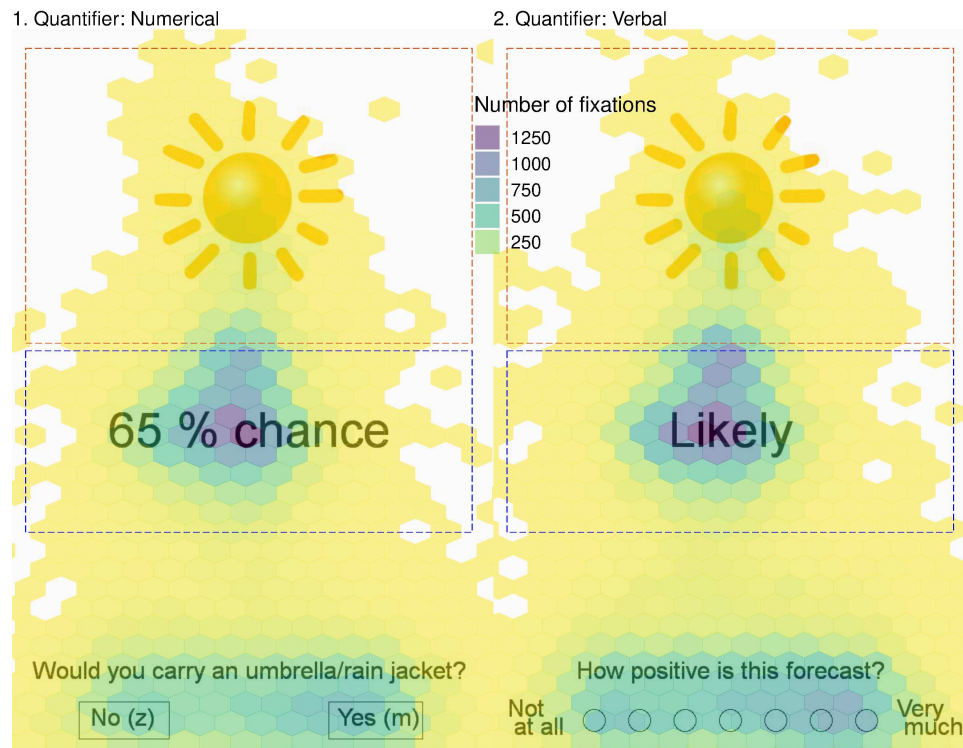 1. Quantifier: Numerical
2. Quantifier: Verbal
Number of fixations
1250
1000
750
500
250
65 % chance
Likely
Would you carry an umbrella/rain jacket?
No (z)
Yes (m)
How positive is this forecast?
Not
at all
Very
much